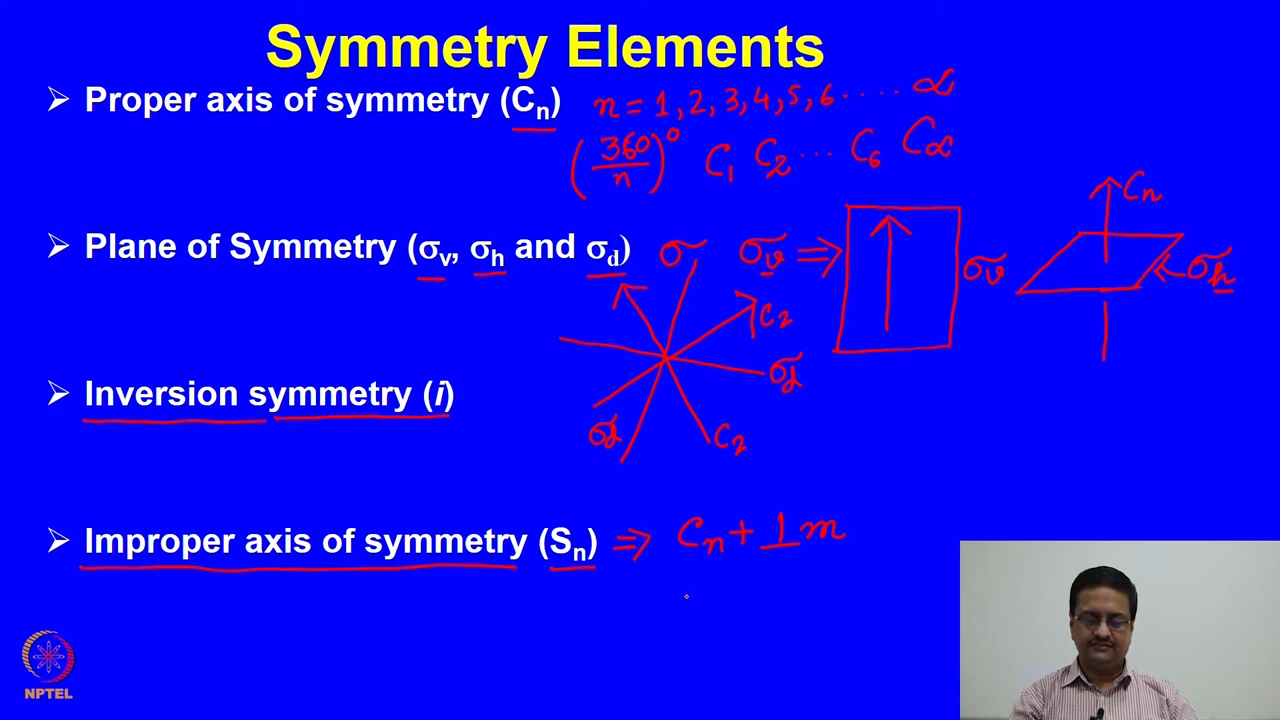 Symmetry Elements
➢ Proper axis of symmetry (Cₙ) n = 1, 2, 3, 4, 5, 6 .... ∝
(360/n)° C₁ C₂ ... C₆ C∝
Cn
➢ Plane of Symmetry (σᵥ, σₕ and σd) σ σv ⇒ σv σh
C₂
σd
➢ Inversion symmetry (i)
σd C₂
➢ Improper axis of symmetry (Sₙ) ⇒ Cn + ⊥ m
NPTEL